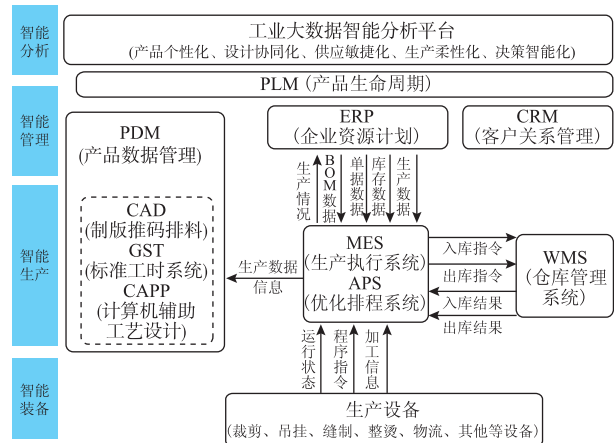 智能
分析
工业大数据智能分析平台
(产品个性化、设计协同化、供应敏捷化、生产柔性化、决策智能化)
PLM (产品生命周期)
智能
管理
PDM
(产品数据管理)
ERP
(企业资源计划)
CRM
(客户关系管理)
生产情况
BOM数据
单据数据
库存数据
生产数据
智能
生产
CAD
(制版推码排料)
GST
(标准工时系统)
CAPP
(计算机辅助
工艺设计)
生产数据
信息
MES
(生产执行系统)
APS
(优化排程系统)
入库指令
出库指令
入库结果
出库结果
WMS
(仓库管理
系统)
运行状态
程序指令
加工信息
智能
装备
生产设备
(裁剪、吊挂、缝制、整烫、物流、其他等设备)